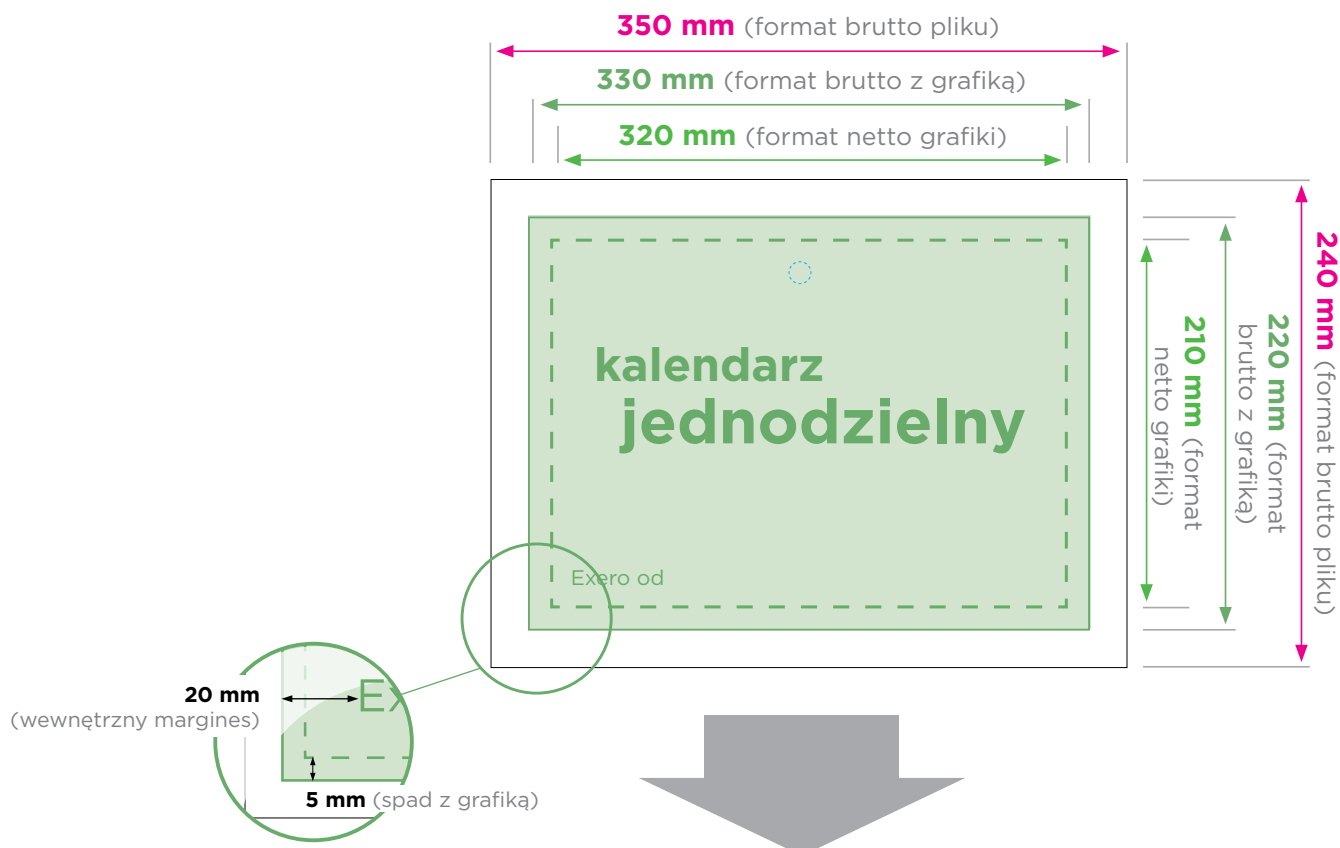 350 mm (format brutto pliku)
330 mm (format brutto z grafiką)
320 mm (format netto grafiki)
240 mm (format brutto pliku)
220 mm (format
brutto z grafiką)
210 mm (format
netto grafiki)
kalendarz
jednodzielny
Exero od
20 mm
(wewnętrzny margines)
Ex
5 mm (spad z grafiką)